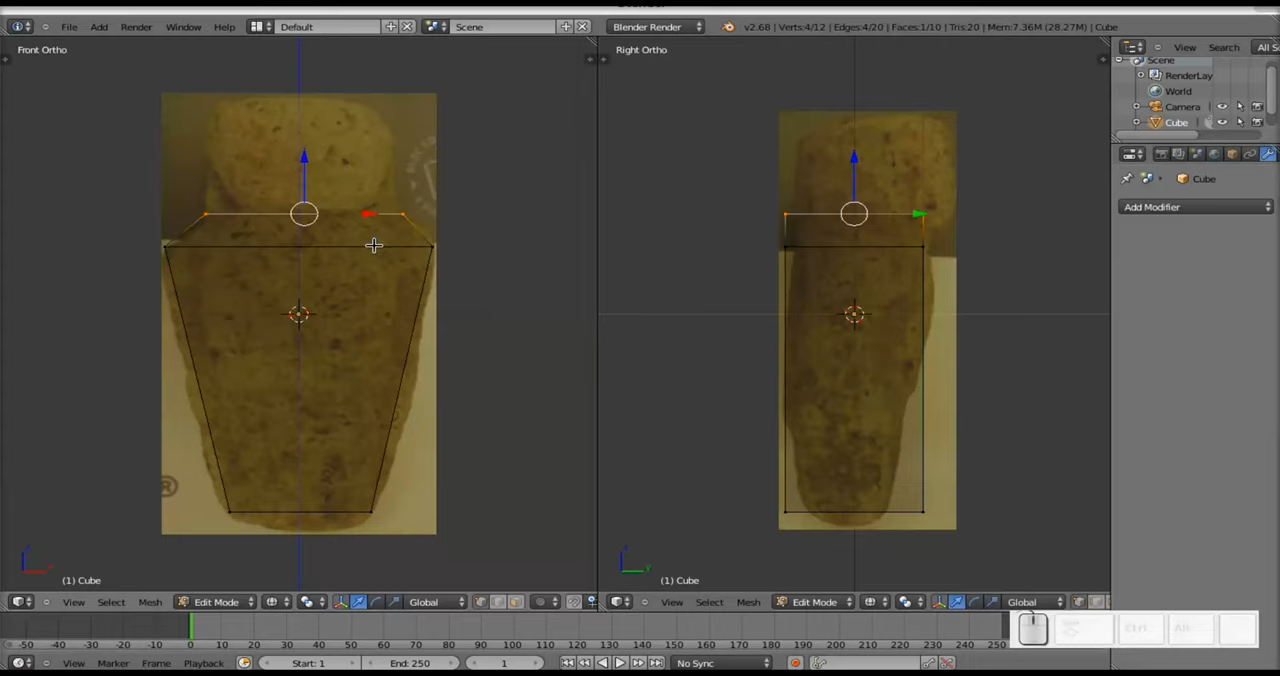 File Add Render Window Help Default Scene Blender Render v2.68 | Verts:4/12 | Edges:4/20 | Faces:1/10 | Tris:20 | Mem:7.36M (28.27M) | Cube
Front Ortho
Right Ortho
View Search All S
Scene
RenderLay
World
Camera
Cube
Cube
Add Modifier
(1) Cube
(1) Cube
View Select Mesh Edit Mode Global
View Select Mesh Edit Mode Global
-50 -40 -30 -20 -10 0 10 20 30 40 50 60 70 80 90 100 110 120 130 140 150 160 170 180 190 200 210 220 230 240 250
Ctrl Alt
View Marker Frame Playback Start: 1 End: 250 1 No Sync